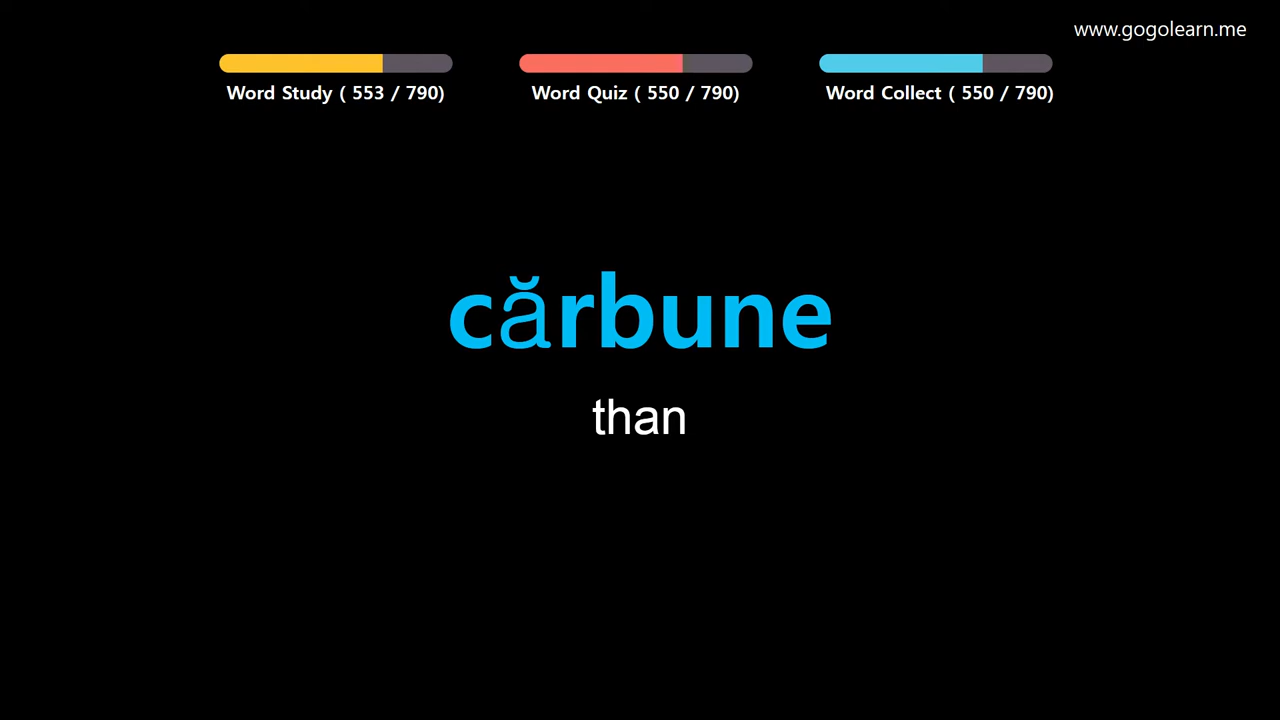 www.gogolearn.me
Word Study ( 553 / 790)
Word Quiz ( 550 / 790)
Word Collect ( 550 / 790)
cărbune
than